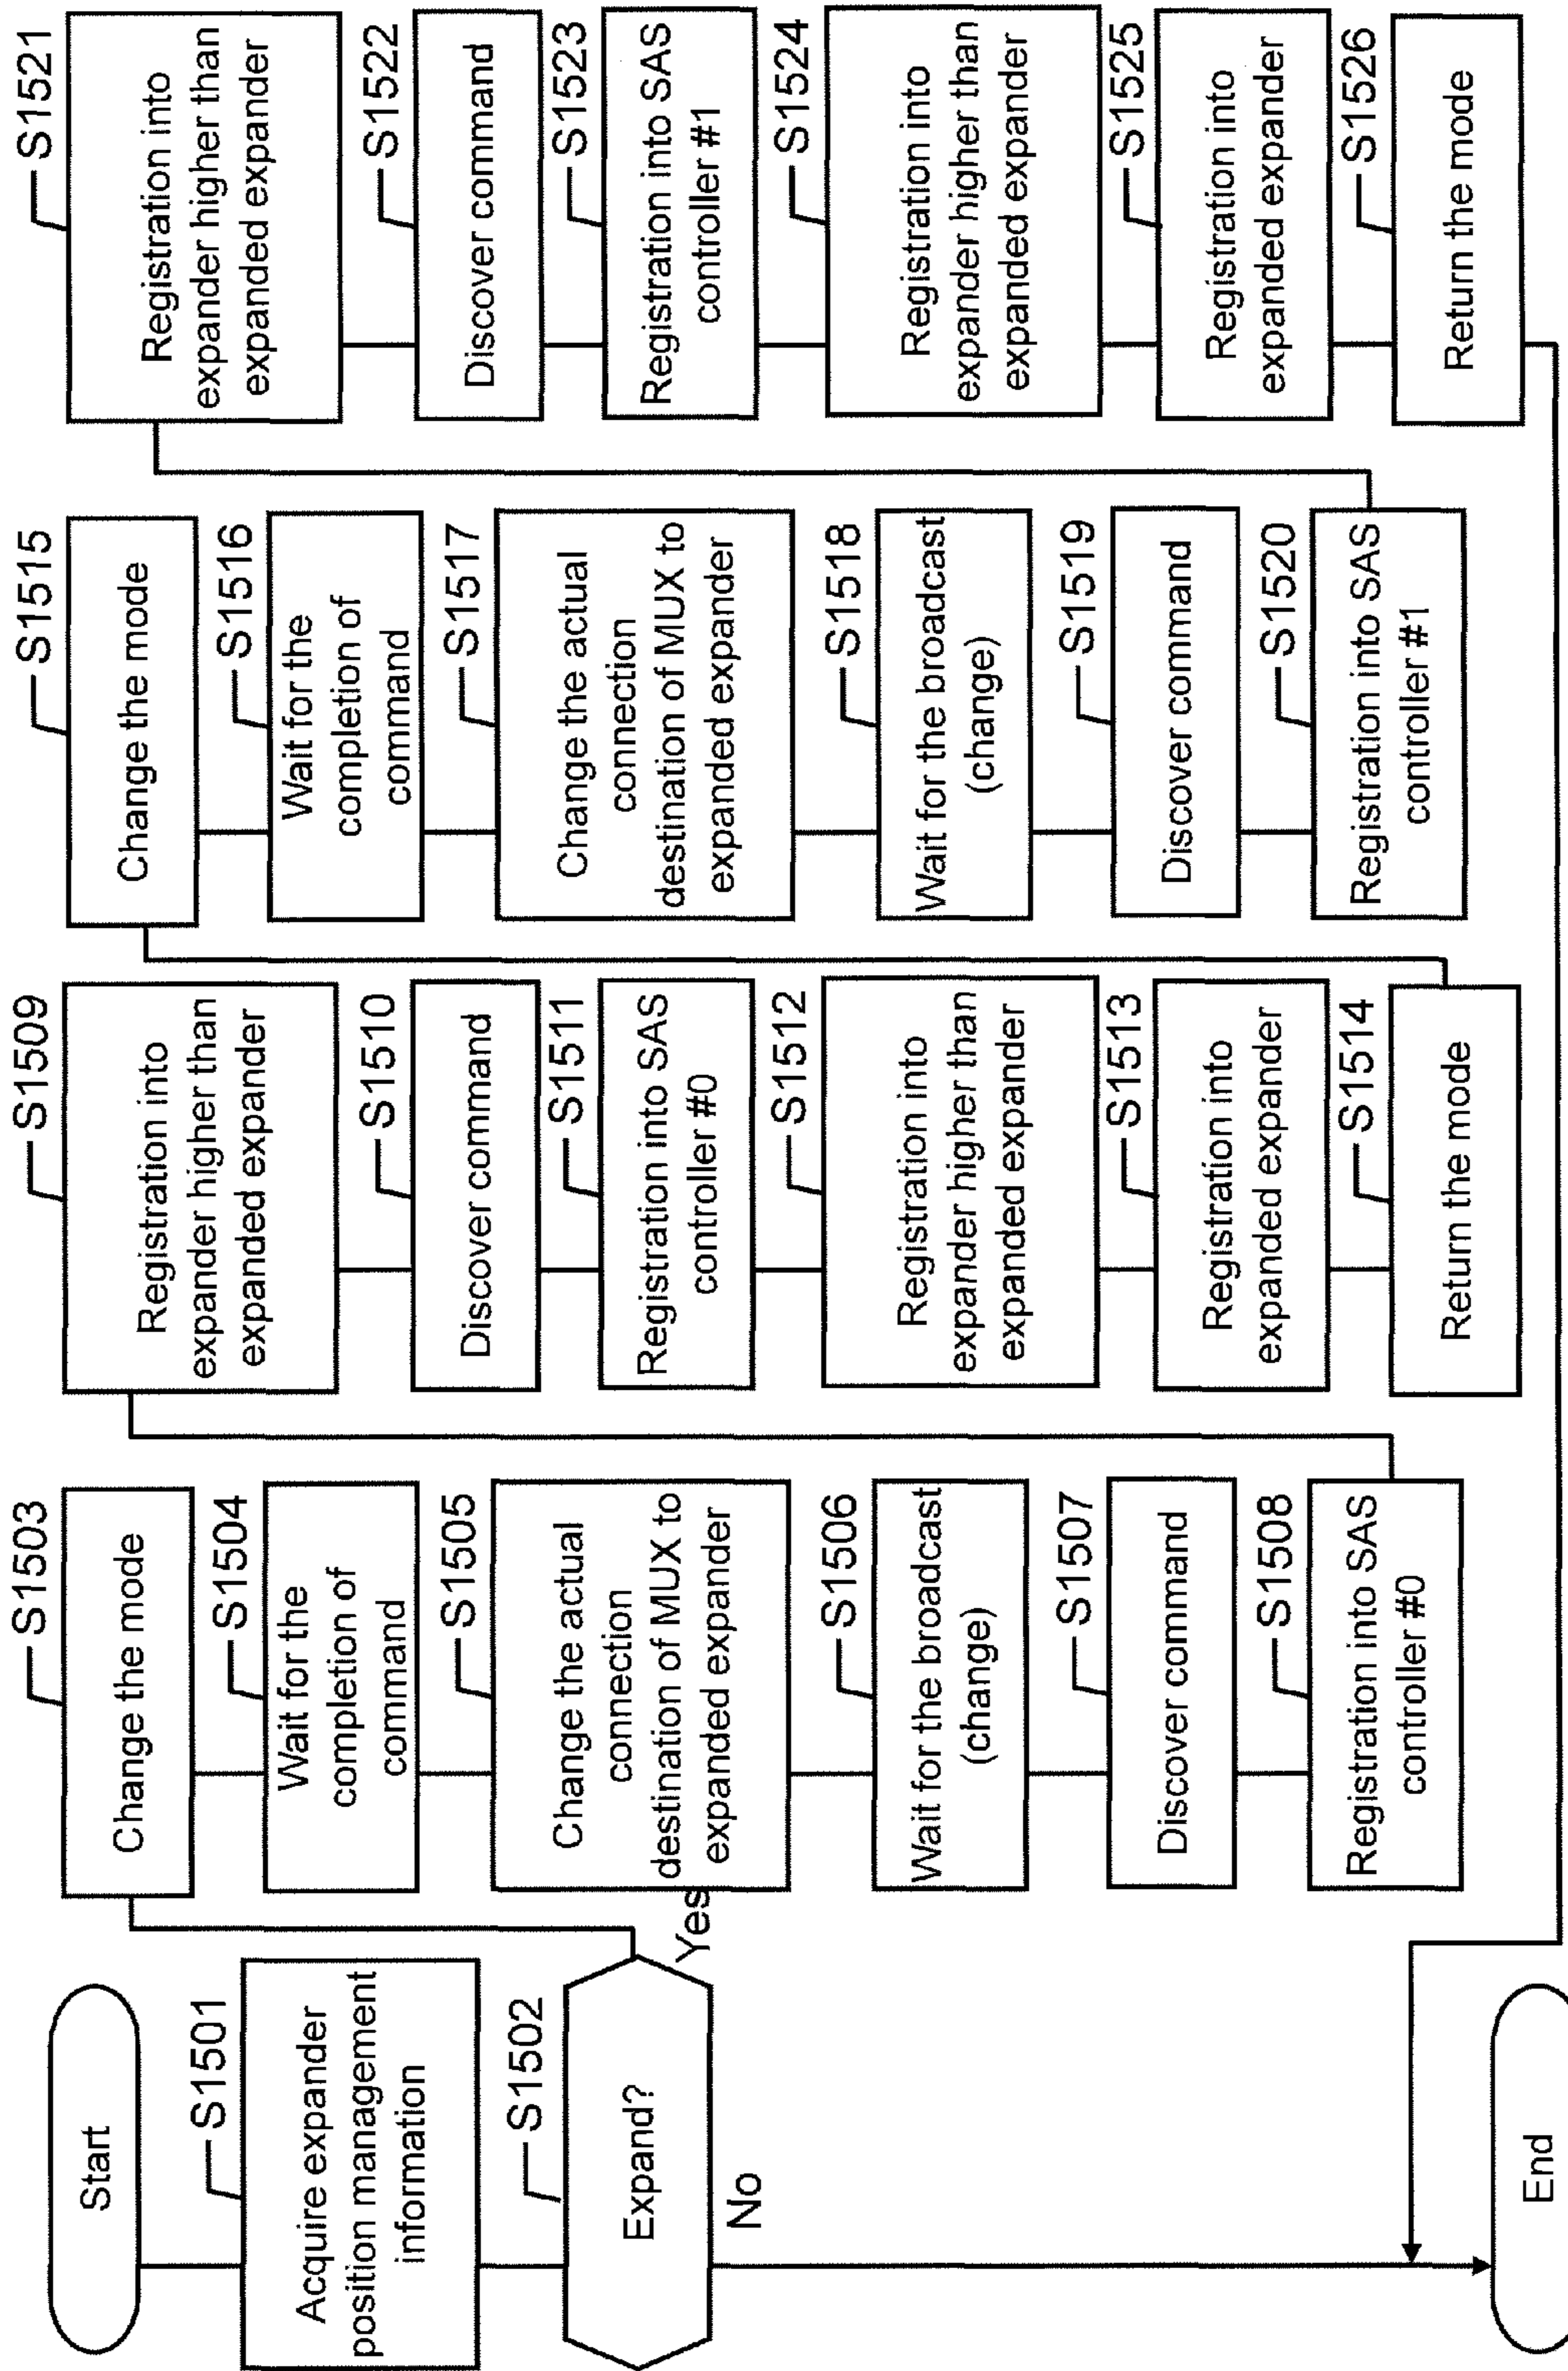 Start
S1501
Acquire expander
position management
information
S1502
Expand?
Yes
No
End
S1503
Change the mode
S1504
Wait for the
completion of
command
S1505
Change the actual
connection
destination of MUX to
expanded expander
S1506
Wait for the broadcast
(change)
S1507
Discover command
S1508
Registration into SAS
controller #0
S1509
Registration into
expander higher than
expanded expander
S1510
Discover command
S1511
Registration into SAS
controller #0
S1512
Registration into
expander higher than
expanded expander
S1513
Registration into
expanded expander
S1514
Return the mode
S1515
Change the mode
S1516
Wait for the
completion of
command
S1517
Change the actual
connection
destination of MUX to
expanded expander
S1518
Wait for the broadcast
(change)
S1519
Discover command
S1520
Registration into SAS
controller #1
S1521
Registration into
expander higher than
expanded expander
S1522
Discover command
S1523
Registration into SAS
controller #1
S1524
Registration into
expander higher than
expanded expander
S1525
Registration into
expanded expander
S1526
Return the mode